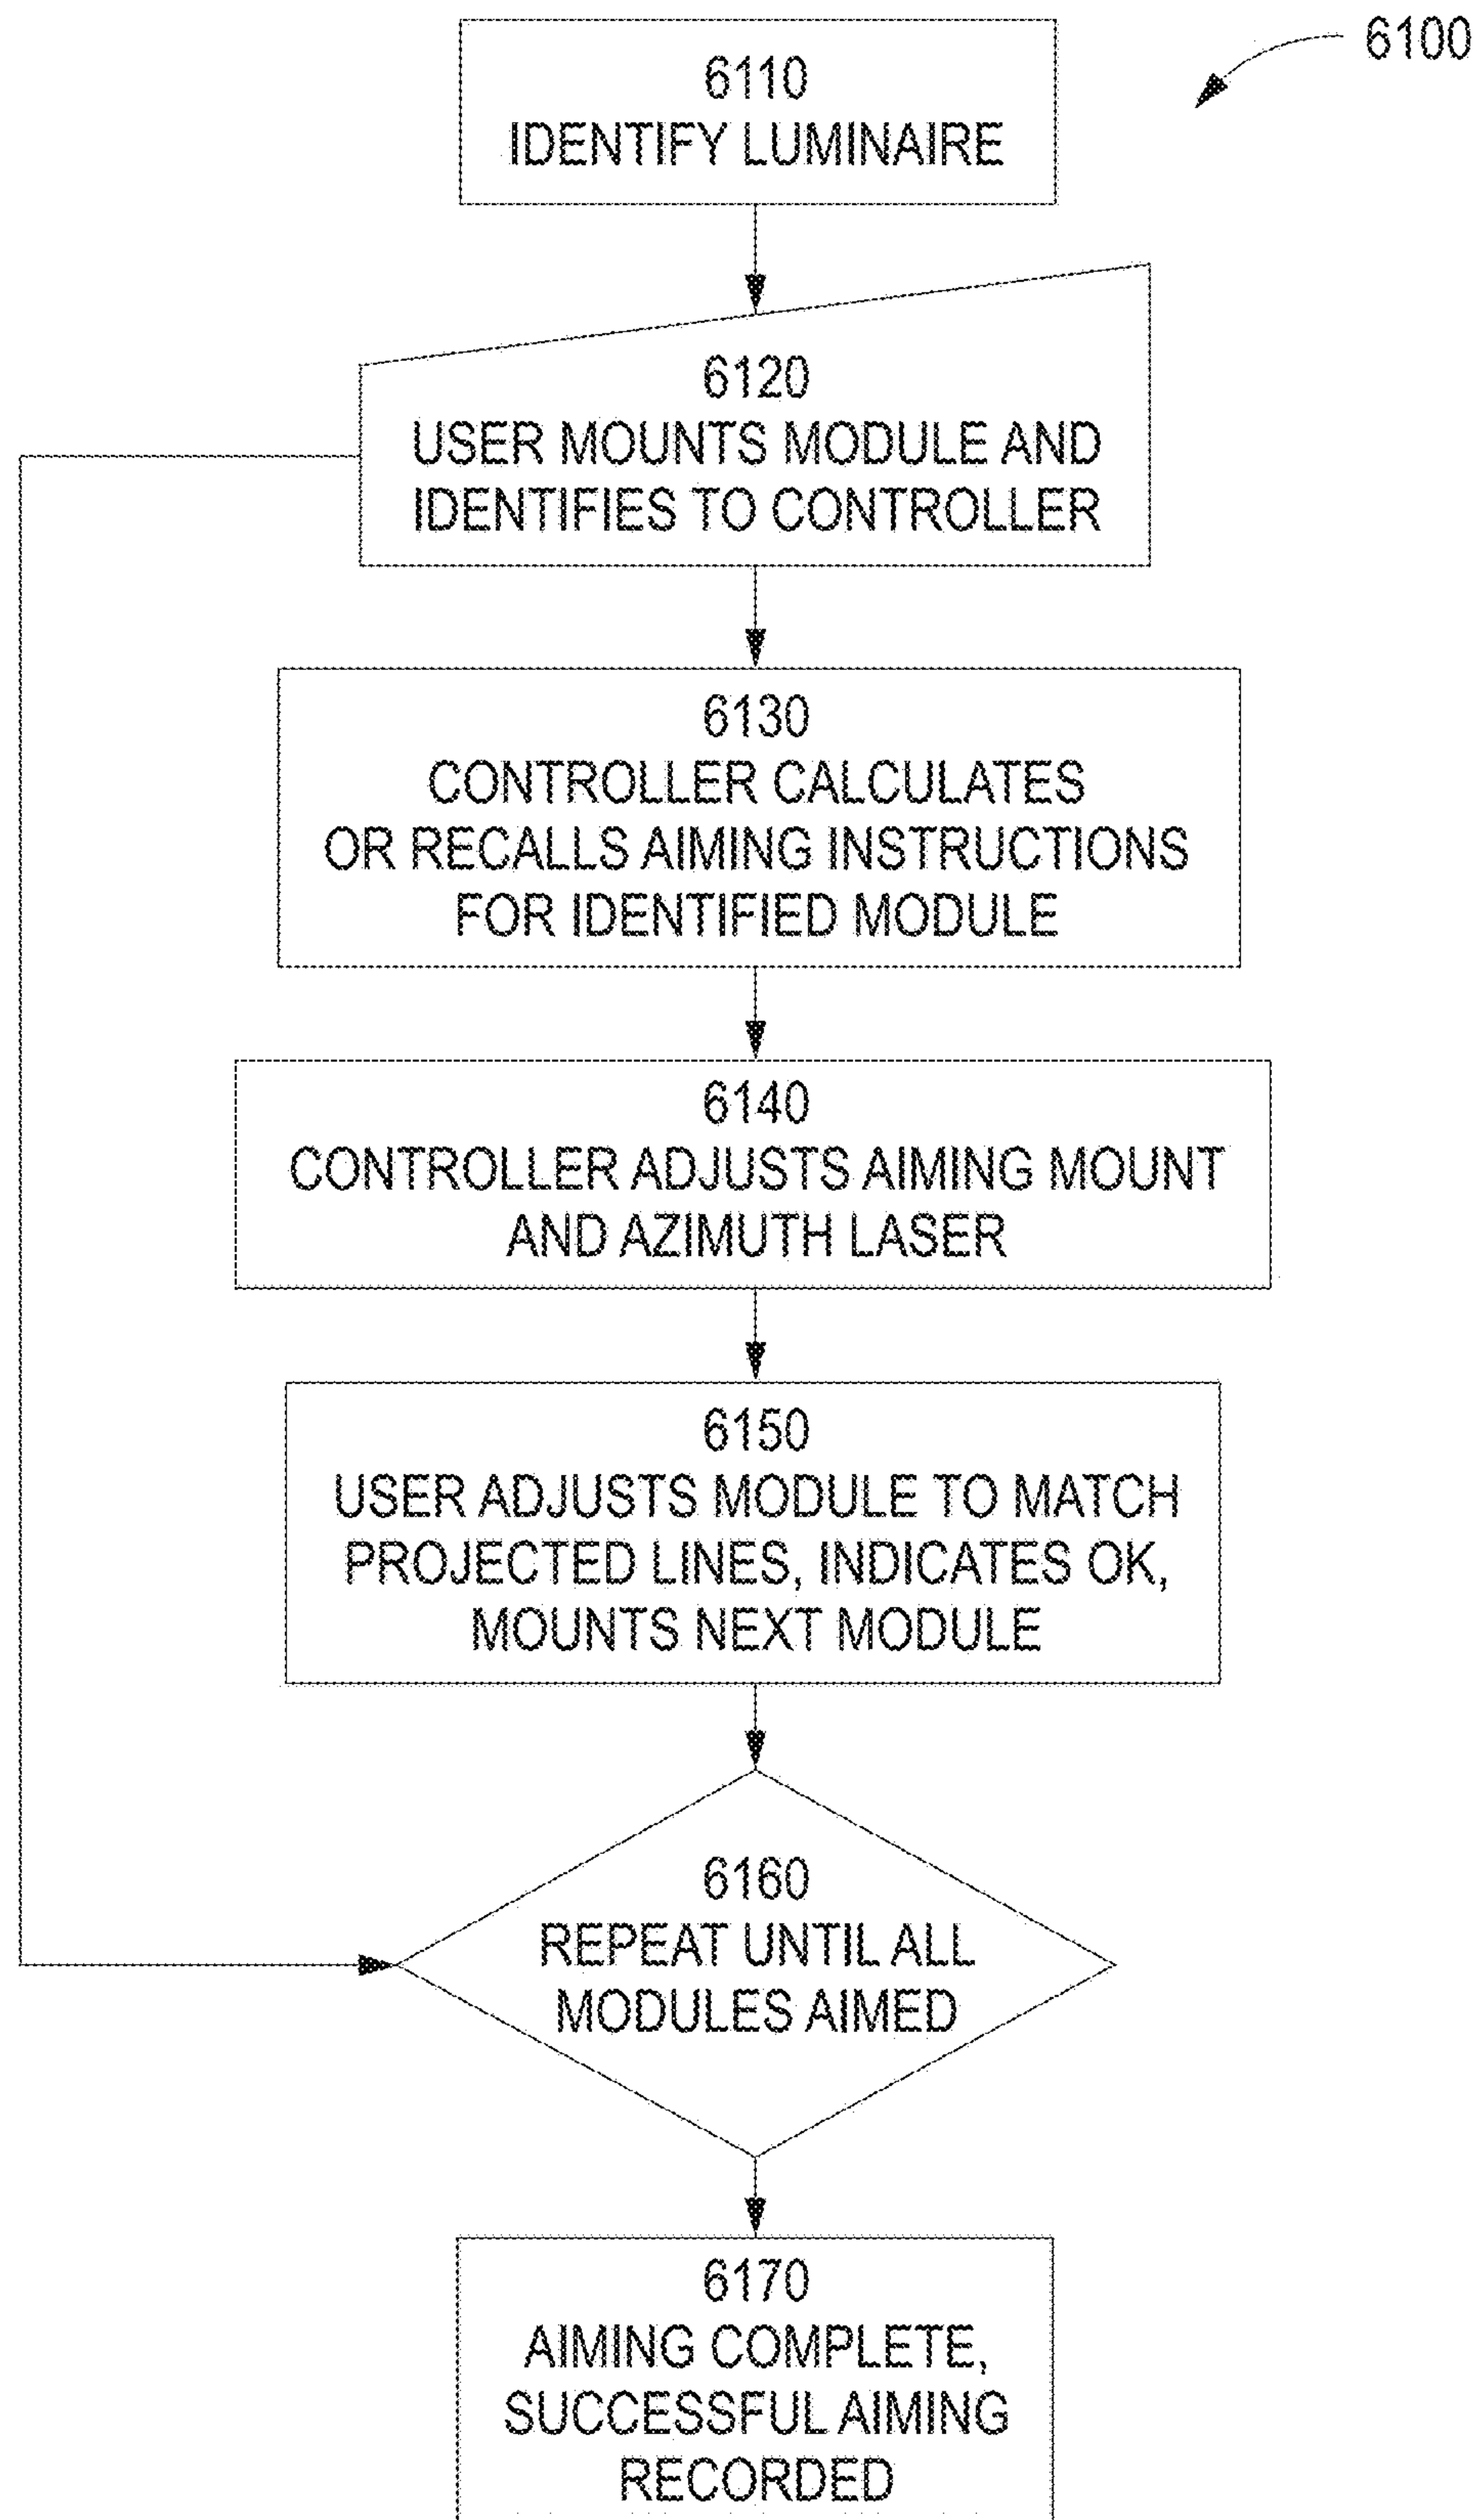 6100
6110
IDENTIFY LUMINAIRE
6120
USER MOUNTS MODULE AND
IDENTIFIES TO CONTROLLER
6130
CONTROLLER CALCULATES
OR RECALLS AIMING INSTRUCTIONS
FOR IDENTIFIED MODULE
6140
CONTROLLER ADJUSTS AIMING MOUNT
AND AZIMUTH LASER
6150
USER ADJUSTS MODULE TO MATCH
PROJECTED LINES, INDICATES OK,
MOUNTS NEXT MODULE
6160
REPEAT UNTIL ALL
MODULES AIMED
6170
AIMING COMPLETE,
SUCCESSFUL AIMING
RECORDED